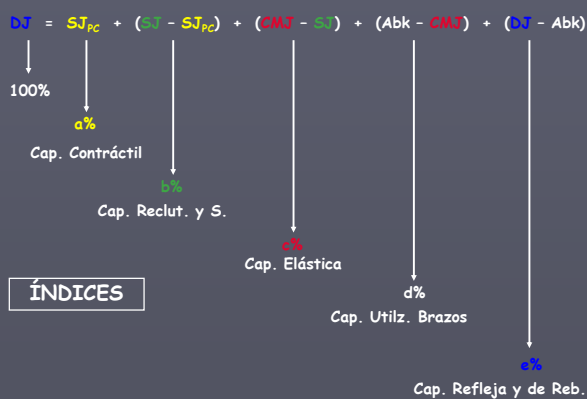 DJ = SJPC + (SJ - SJPC) + (CMJ - SJ) + (Abk - CMJ) + (DJ - Abk)
100%
a%
Cap. Contráctil
b%
Cap. Reclut. y S.
c%
Cap. Elástica
ÍNDICES
d%
Cap. Utilz. Brazos
e%
Cap. Refleja y de Reb.